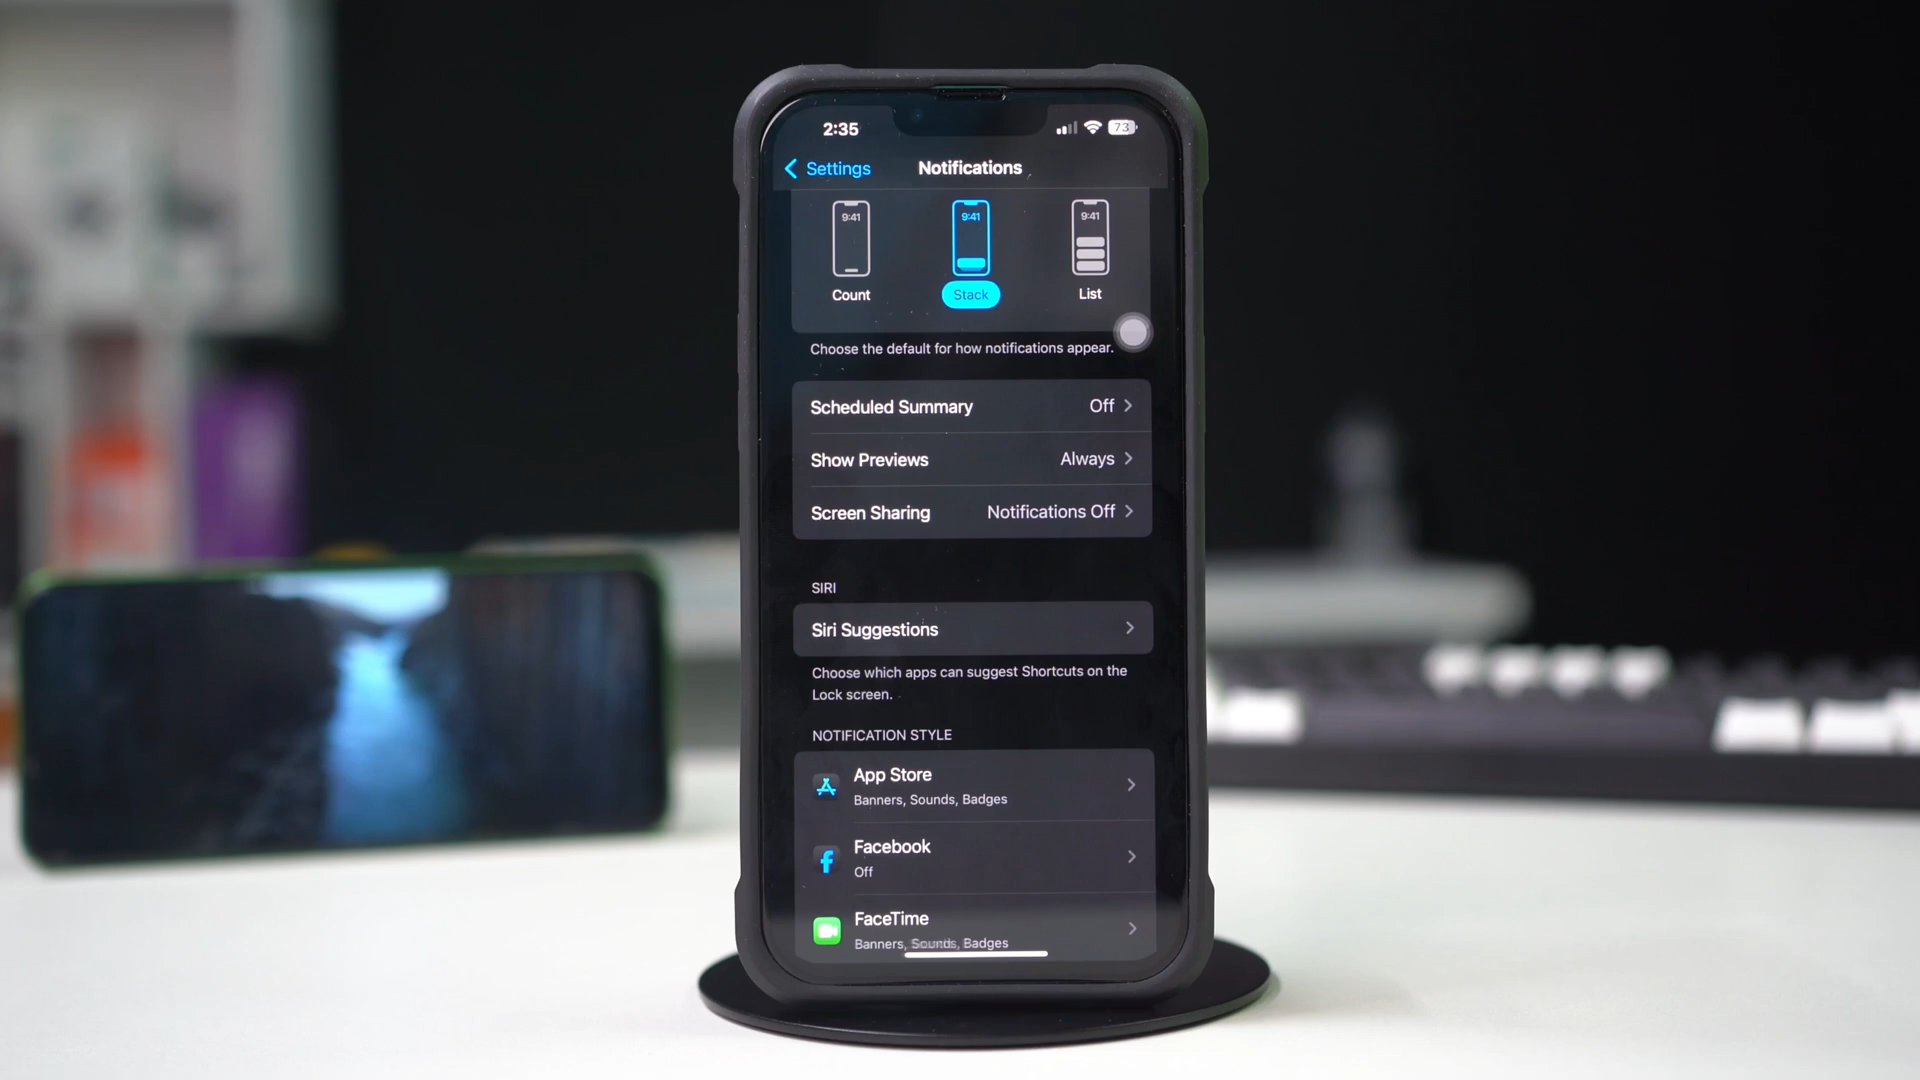 2:35
73
Settings
Notifications
9:41
9:41
9:41
Count
Stack
List
Choose the default for how notifications appear.
Scheduled Summary
Off
Show Previews
Always
Screen Sharing
Notifications Off
SIRI
Siri Suggestions
Choose which apps can suggest Shortcuts on the
Lock screen.
NOTIFICATION STYLE
App Store
Banners, Sounds, Badges
Facebook
Off
FaceTime
Banners, Sounds, Badges